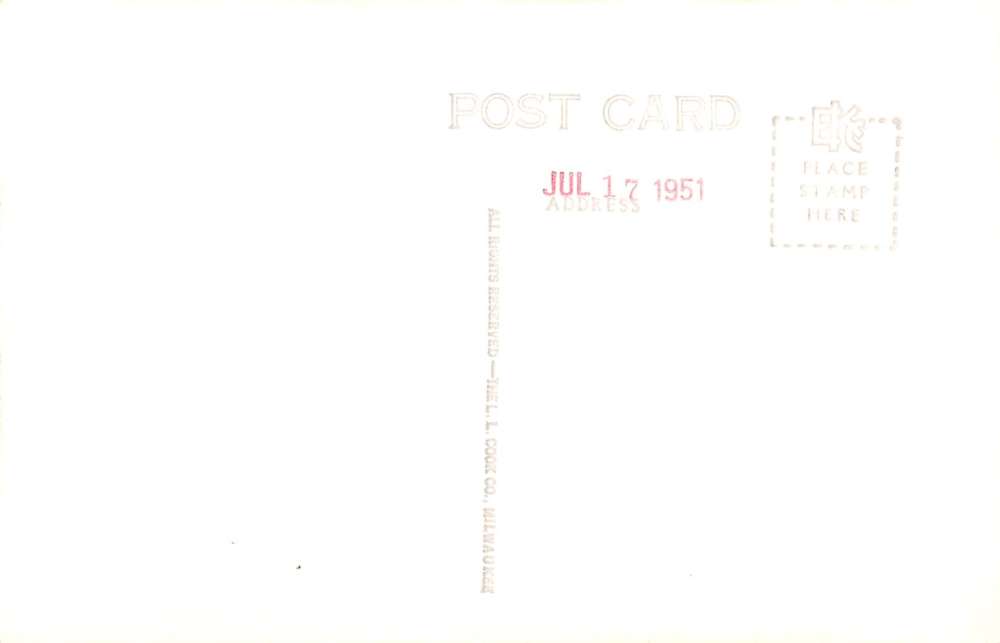 POST CARD
PLACE
STAMP
HERE
JUL 17 1951
ADDRESS
ALL RIGHTS RESERVED—THE L. L. COOK CO., MILWAUKEE